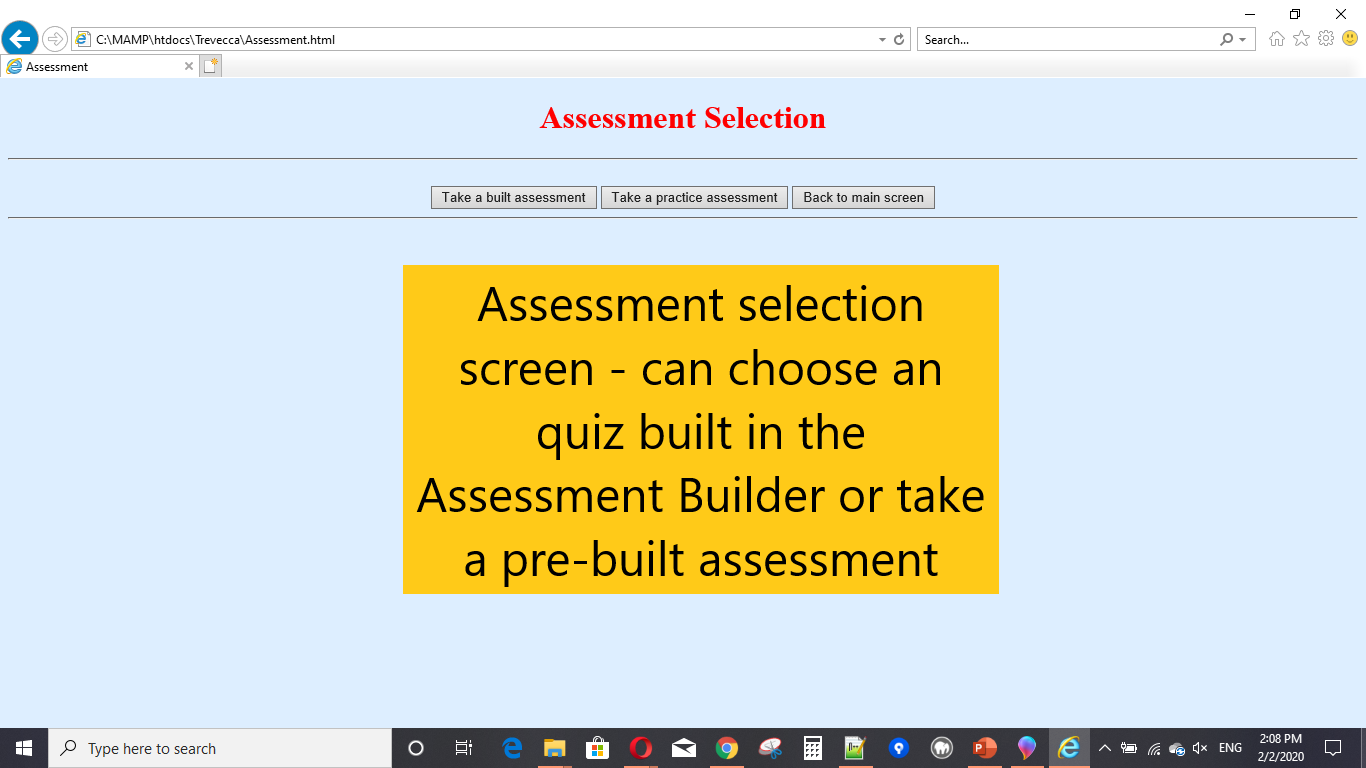 C:\MAMP\htdocs\Trevecca\Assessment.html
Search...
Assessment
Assessment Selection
Take a built assessment Take a practice assessment Back to main screen
Assessment selection
screen - can choose an
quiz built in the
Assessment Builder or take
a pre-built assessment
Type here to search
ENG
2:08 PM
2/2/2020